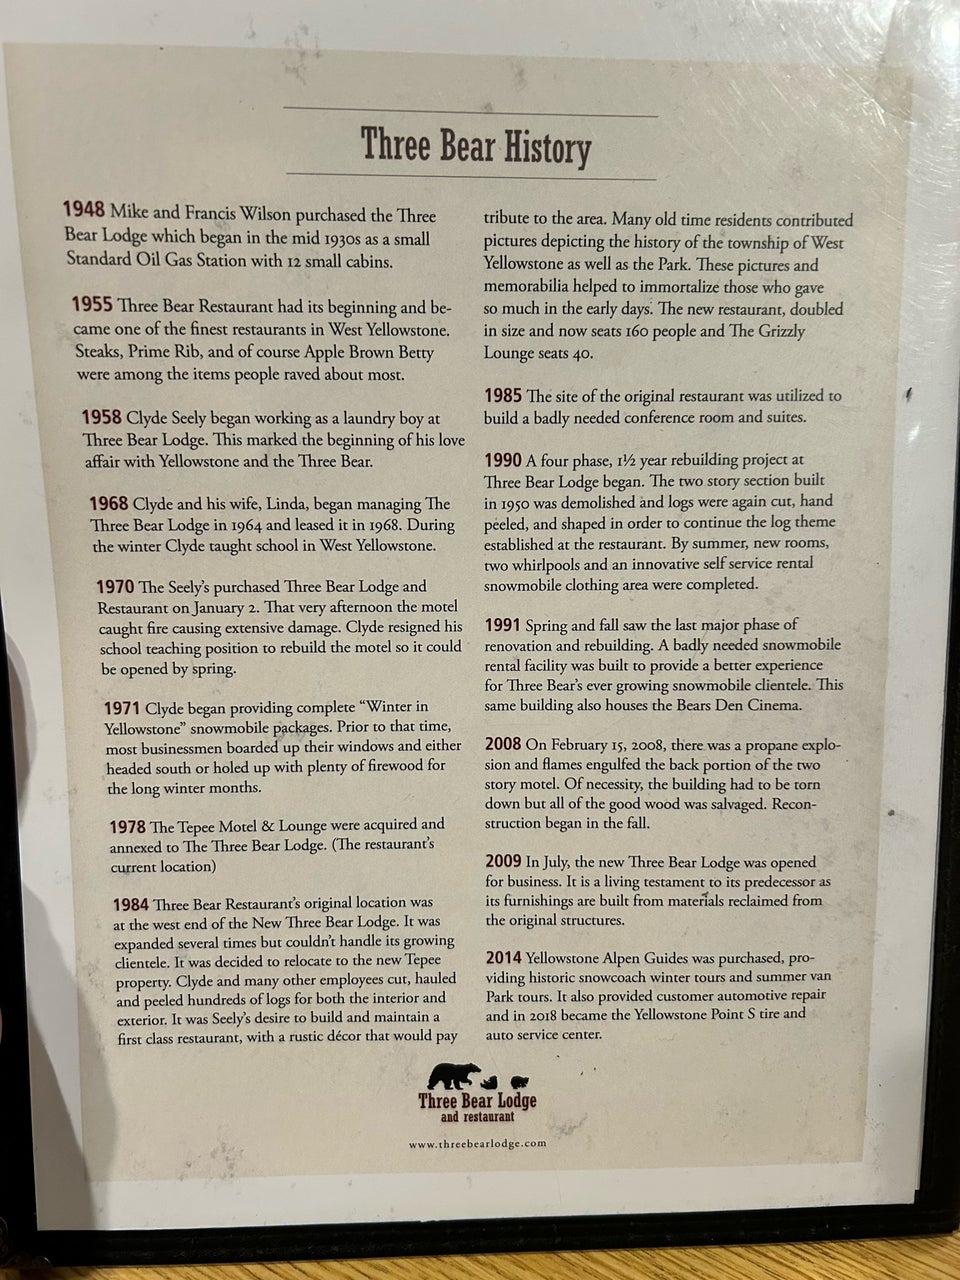 Three Bear History
1948 Mike and Francis Wilson purchased the Three
Bear Lodge which began in the mid 1930s as a small
Standard Oil Gas Station with 12 small cabins.
1955 Three Bear Restaurant had its beginning and be-
came one of the finest restaurants in West Yellowstone.
Steaks, Prime Rib, and of course Apple Brown Betty
were among the items people raved about most.
1958 Clyde Seely began working as a laundry boy at
Three Bear Lodge. This marked the beginning of his love
affair with Yellowstone and the Three Bear.
1968 Clyde and his wife, Linda, began managing The
Three Bear Lodge in 1964 and leased it in 1968. During
the winter Clyde taught school in West Yellowstone.
1970 The Seely's purchased Three Bear Lodge and
Restaurant on January 2. That very afternoon the motel
caught fire causing extensive damage. Clyde resigned his
school teaching position to rebuild the motel so it could
be opened by spring.
1971 Clyde began providing complete “Winter in
Yellowstone” snowmobile packages. Prior to that time,
most businessmen boarded up their windows and either
headed south or holed up with plenty of firewood for
the long winter months.
1978 The Tepee Motel & Lounge were acquired and
annexed to The Three Bear Lodge. (The restaurant's
current location)
1984 Three Bear Restaurant's original location was
at the west end of the New Three Bear Lodge. It was
expanded several times but couldn't handle its growing
clientele. It was decided to relocate to the new Tepee
property. Clyde and many other employees cut, hauled
and peeled hundreds of logs for both the interior and
exterior. It was Seely's desire to build and maintain a
first class restaurant, with a rustic décor that would pay
tribute to the area. Many old time residents contributed
pictures depicting the history of the township of West
Yellowstone as well as the Park. These pictures and
memorabilia helped to immortalize those who gave
so much in the early days. The new restaurant, doubled
in size and now seats 160 people and The Grizzly
Lounge seats 40.
1985 The site of the original restaurant was utilized to
build a badly needed conference room and suites.
1990 A four phase, 1½ year rebuilding project at
Three Bear Lodge began. The two story section built
in 1950 was demolished and logs were again cut, hand
peeled, and shaped in order to continue the log theme
established at the restaurant. By summer, new rooms,
two whirlpools and an innovative self service rental
snowmobile clothing area were completed.
1991 Spring and fall saw the last major phase of
renovation and rebuilding. A badly needed snowmobile
rental facility was built to provide a better experience
for Three Bear's ever growing snowmobile clientele. This
same building also houses the Bears Den Cinema.
2008 On February 15, 2008, there was a propane explo-
sion and flames engulfed the back portion of the two
story motel. Of necessity, the building had to be torn
down but all of the good wood was salvaged. Recon-
struction began in the fall.
2009 In July, the new Three Bear Lodge was opened
for business. It is a living testament to its predecessor as
its furnishings are built from materials reclaimed from
the original structures.
2014 Yellowstone Alpen Guides was purchased, pro-
viding historic snowcoach winter tours and summer van
Park tours. It also provided customer automotive repair
and in 2018 became the Yellowstone Point S tire and
auto service center.
Three Bear Lodge
and restaurant
www.threebearlodge.com